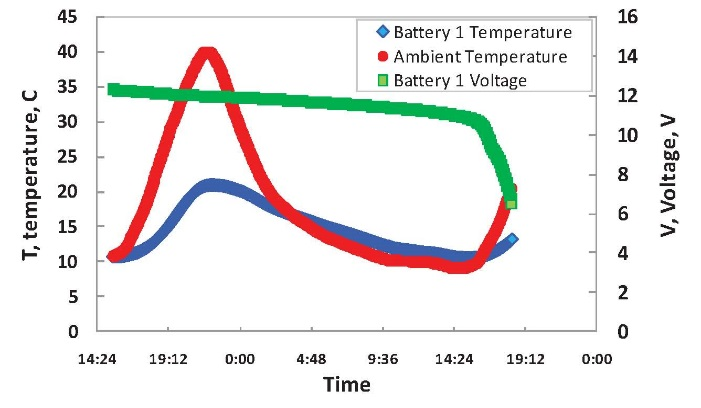 45
40
35
30
25
20
15
10
5
0
T, temperature, C
16
14
12
10
8
6
4
2
0
V, Voltage, V
Battery 1 Temperature
Ambient Temperature
Battery 1 Voltage
14:24 19:12 0:00 4:48 9:36 14:24 19:12 0:00
Time